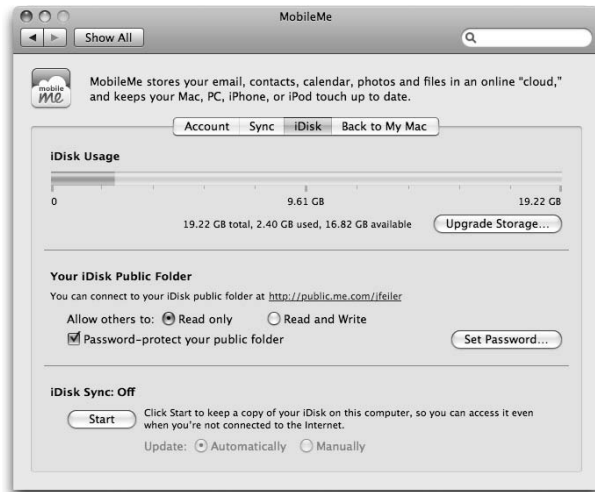 MobileMe
Show All
mobile
me
MobileMe stores your email, contacts, calendar, photos and files in an online "cloud,"
and keeps your Mac, PC, iPhone, or iPod touch up to date.
Account Sync iDisk Back to My Mac
iDisk Usage
0 9.61 GB 19.22 GB
19.22 GB total, 2.40 GB used, 16.82 GB available Upgrade Storage...
Your iDisk Public Folder
You can connect to your iDisk public folder at http://public.me.com/jfeiler
Allow others to: Read only Read and Write
Password-protect your public folder Set Password...
iDisk Sync: Off
Start Click Start to keep a copy of your iDisk on this computer, so you can access it even
when you're not connected to the Internet.
Update: Automatically Manually